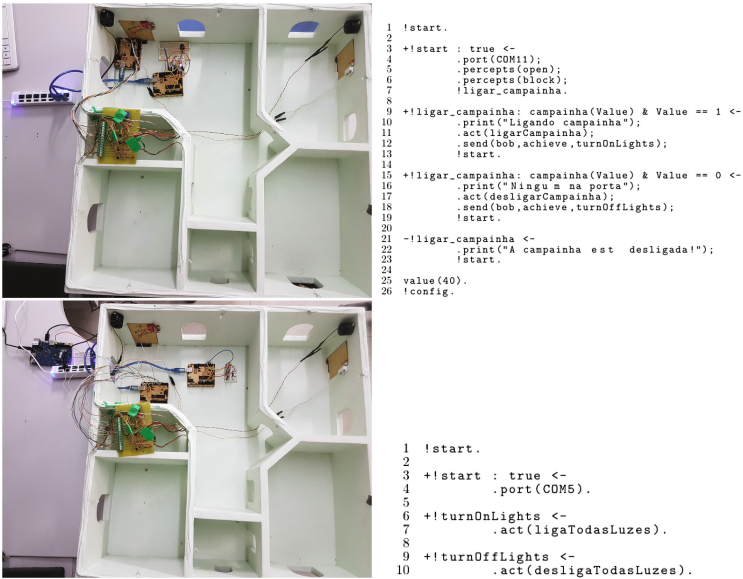 1 !start.
2
3 +!start : true <-
4 .port(COM11);
5 .percepts(open);
6 .percepts(block);
7 !ligar_campainha.
8
9 +!ligar_campainha: campainha(Value) & Value == 1 <-
10 .print("Ligando campainha");
11 .act(ligarCampainha);
12 .send(bob,achieve,turnOnLights);
13 !start.
14
15 +!ligar_campainha: campainha(Value) & Value == 0 <-
16 .print("Ningu m na porta");
17 .act(desligarCampainha);
18 .send(bob,achieve,turnOffLights);
19 !start.
20
21 -!ligar_campainha <-
22 .print("A campainha est desligada!");
23 !start.
24
25 value(40).
26 !config.
1 !start.
2
3 +!start : true <-
4 .port(COM5).
5
6 +!turnOnLights <-
7 .act(ligaTodasLuzes).
8
9 +!turnOffLights <-
10 .act(desligaTodasLuzes).